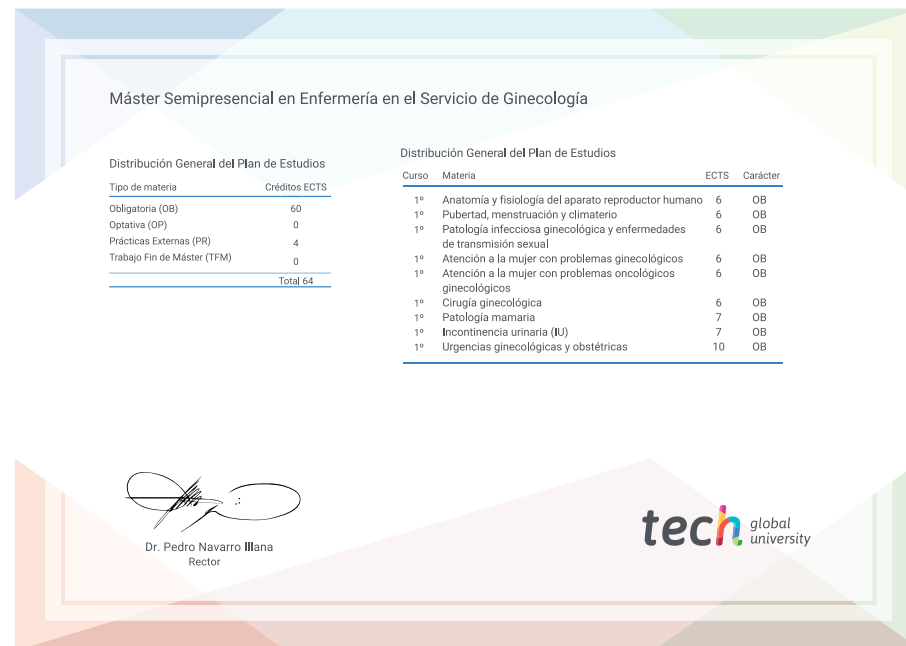 Máster Semipresencial en Enfermería en el Servicio de Ginecología
Distribución General del Plan de Estudios
Tipo de materia Créditos ECTS
Obligatoria (OB) 60
Optativa (OP) 0
Prácticas Externas (PR) 4
Trabajo Fin de Máster (TFM) 0
Total 64
Distribución General del Plan de Estudios
Curso Materia ECTS Carácter
1º Anatomía y fisiología del aparato reproductor humano 6 OB
1º Pubertad, menstruación y climaterio 6 OB
1º Patología infecciosa ginecológica y enfermedades 6 OB
de transmisión sexual
1º Atención a la mujer con problemas ginecológicos 6 OB
1º Atención a la mujer con problemas oncológicos 6 OB
ginecológicos
1º Cirugía ginecológica 6 OB
1º Patología mamaria 7 OB
1º Incontinencia urinaria (IU) 7 OB
1º Urgencias ginecológicas y obstétricas 10 OB
Dr. Pedro Navarro Illana
Rector
tech global
university